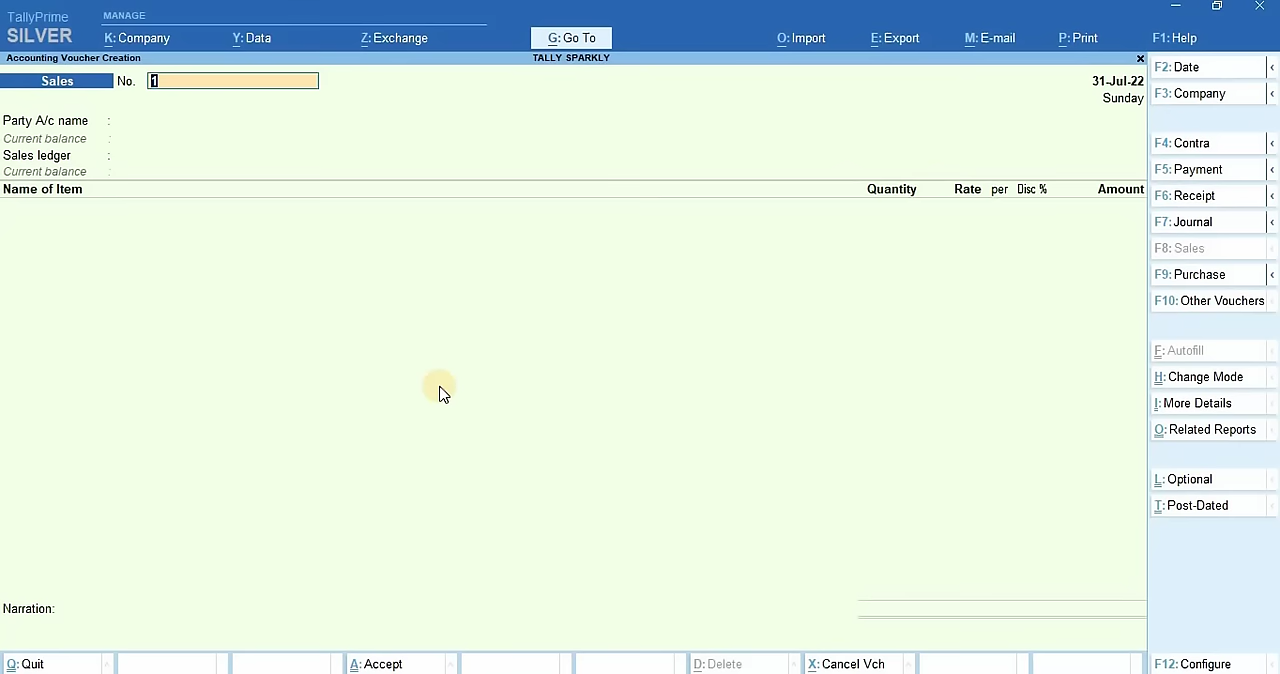 TallyPrime
MANAGE
SILVER
K: Company
Y: Data
Z: Exchange
G: Go To
O: Import
E: Export
M: E-mail
P: Print
F1: Help
Accounting Voucher Creation
TALLY SPARKLY
F2: Date
Sales No. 1
31-Jul-22
F3: Company
Sunday
Party A/c name :
Current balance :
F4: Contra
Sales ledger :
Current balance :
F5: Payment
Name of Item Quantity Rate per Disc % Amount
F6: Receipt
F7: Journal
F8: Sales
F9: Purchase
F10: Other Vouchers
F: Autofill
H: Change Mode
I: More Details
O: Related Reports
L: Optional
T: Post-Dated
Narration:
Q: Quit
A: Accept
D: Delete
X: Cancel Vch
F12: Configure